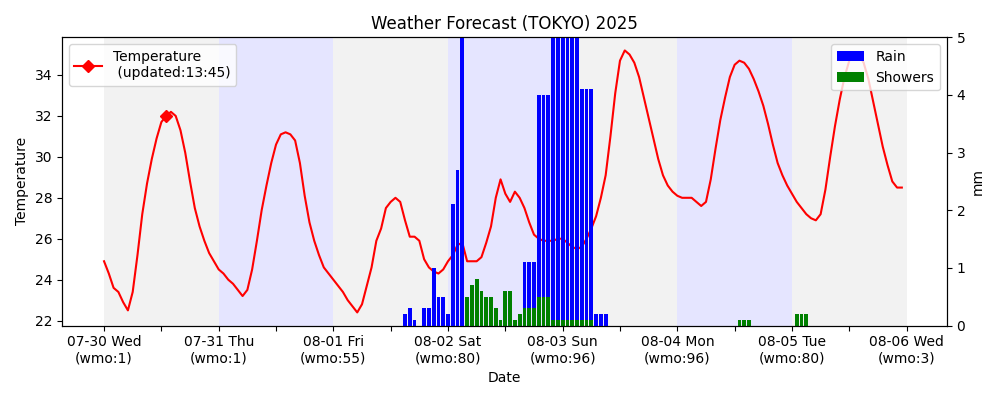 Weather Forecast (TOKYO) 2025
Temperature
(updated:13:45)
Rain
Showers
Temperature
34
32
30
28
26
24
22
5
4
3
2
1
0
mm
07-30 Wed
(wmo:1)
07-31 Thu
(wmo:1)
08-01 Fri
(wmo:55)
08-02 Sat
(wmo:80)
08-03 Sun
(wmo:96)
08-04 Mon
(wmo:96)
08-05 Tue
(wmo:80)
08-06 Wed
(wmo:3)
Date